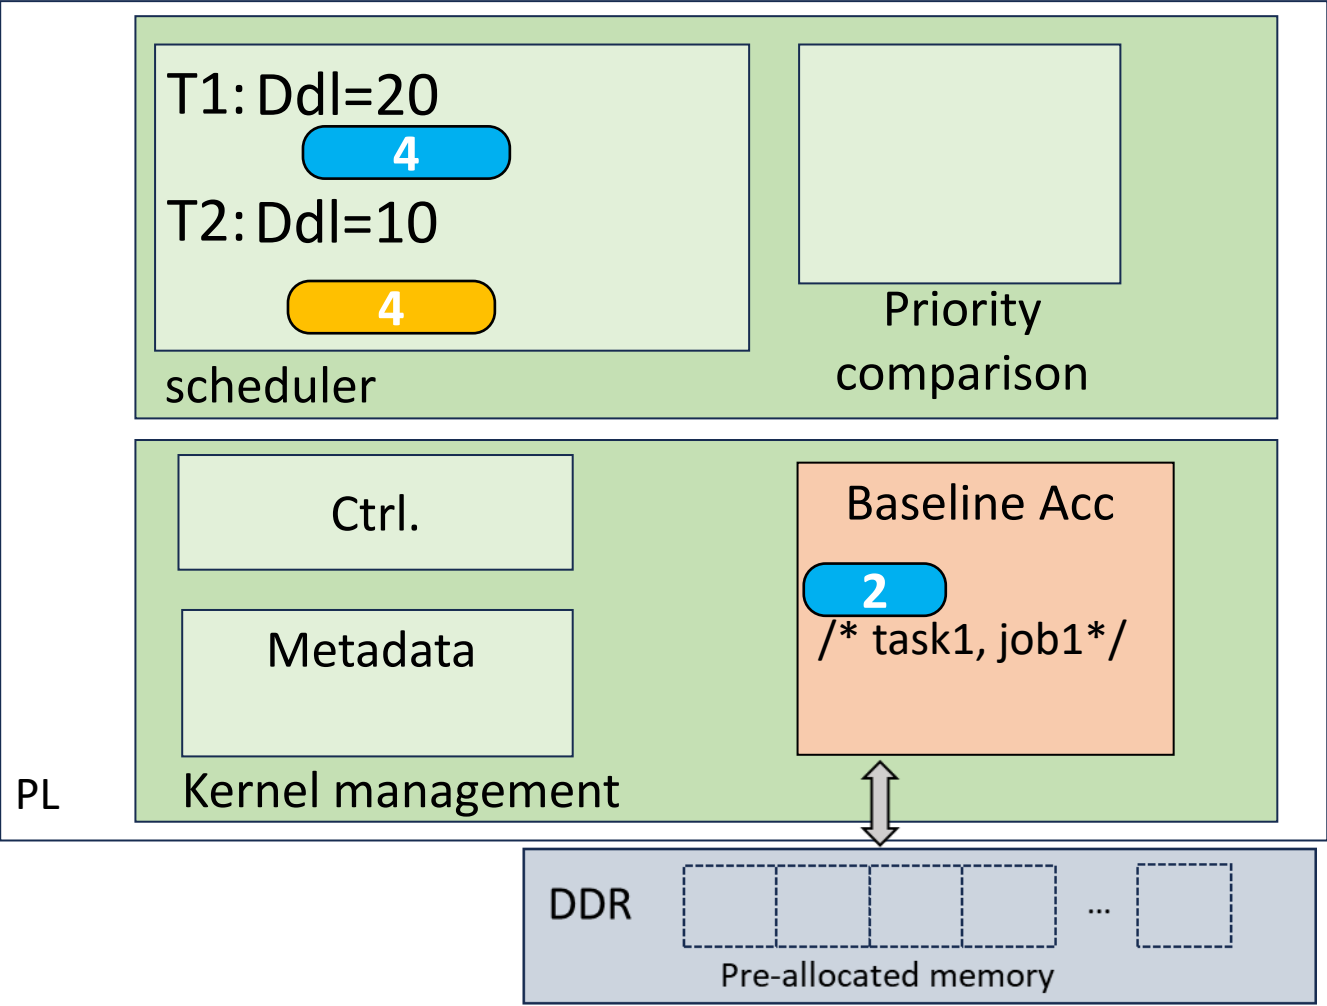 T1: Ddl=20
4
T2: Ddl=10
4
scheduler
Priority
comparison
Ctrl.
Metadata
Kernel management
Baseline Acc
2
/* task1, job1*/
PL
DDR
...
Pre-allocated memory